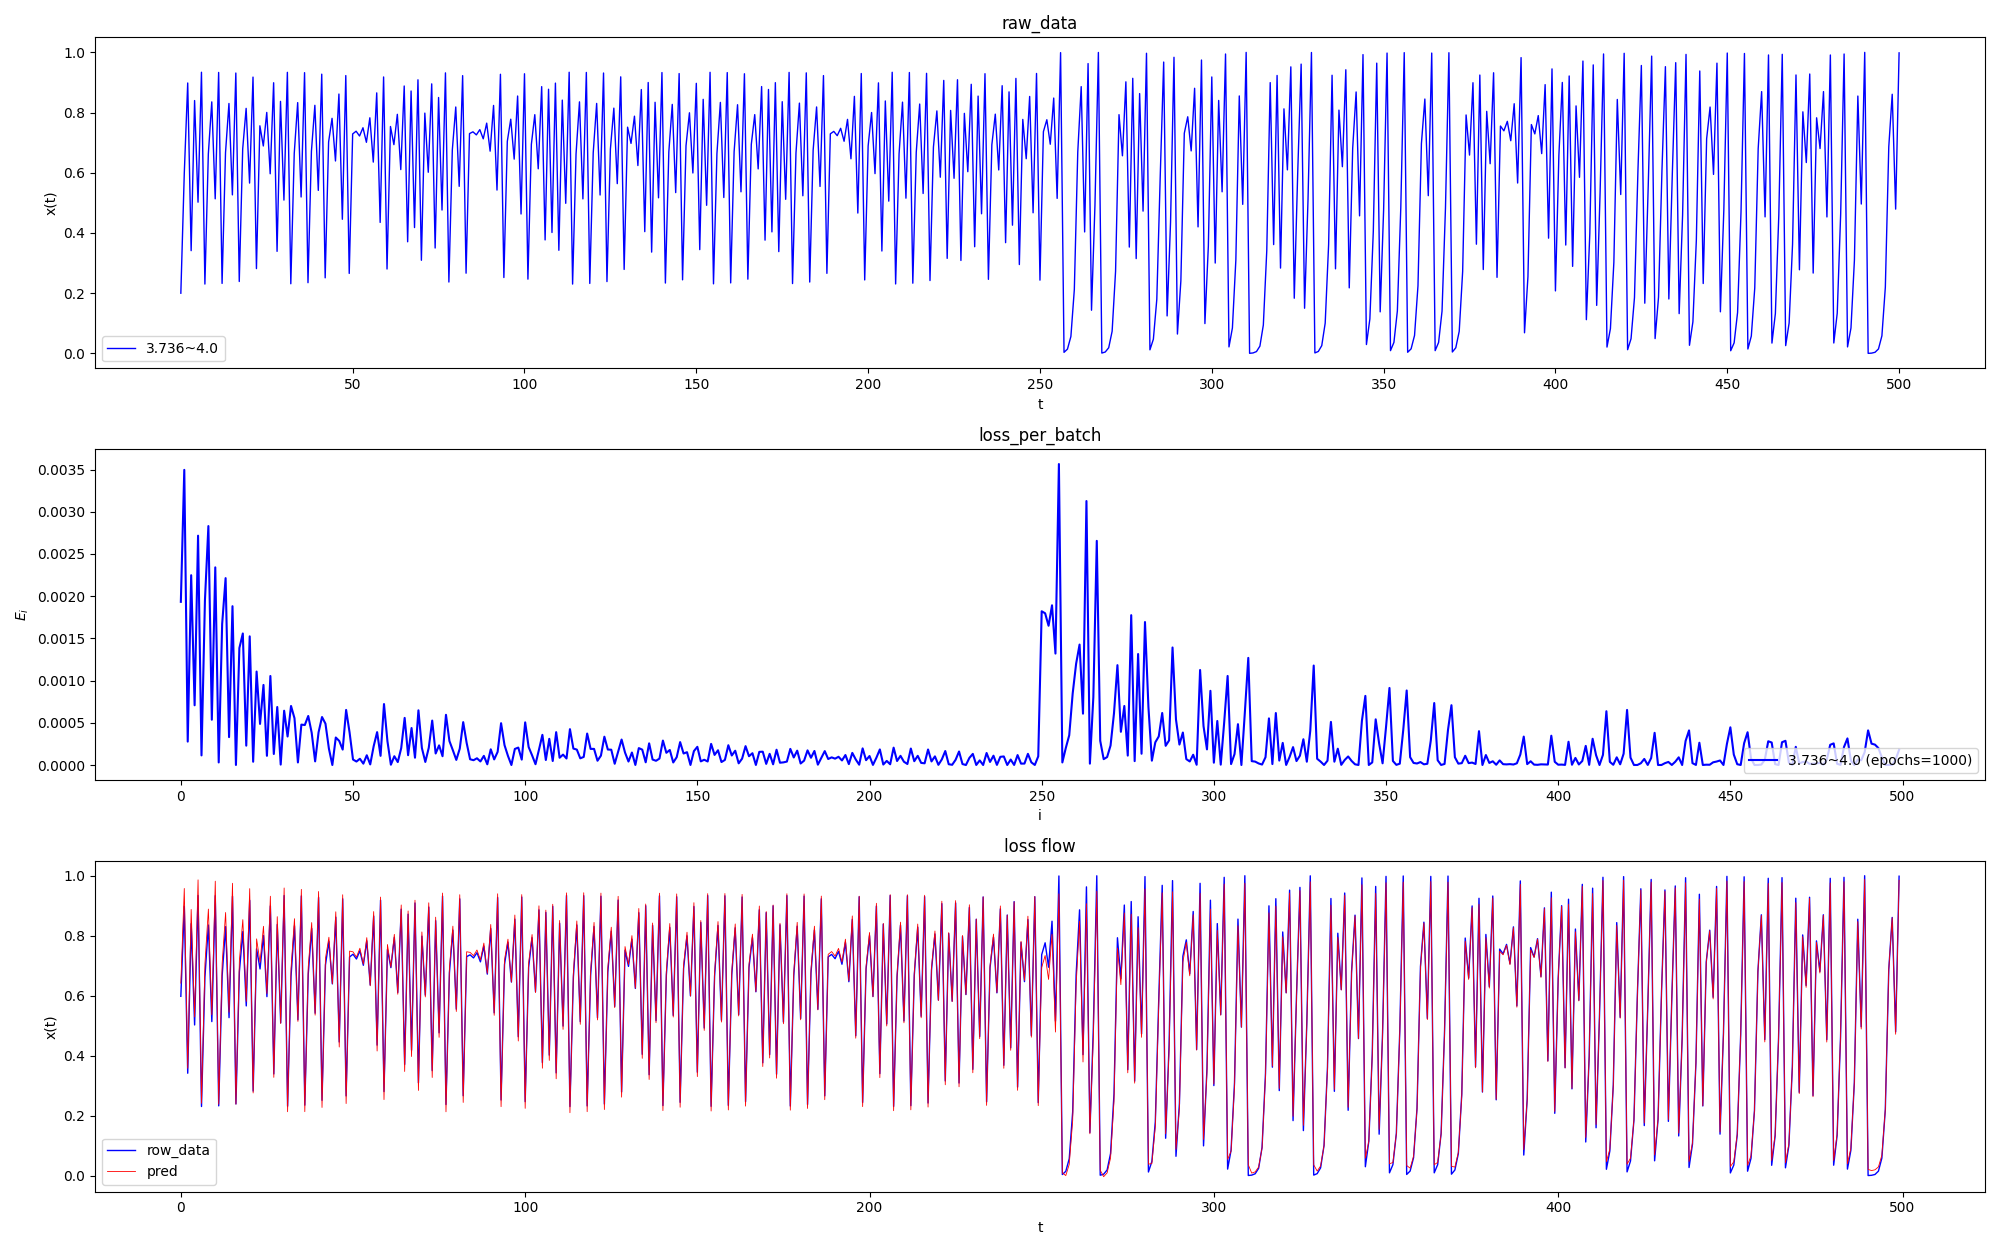 raw_data
1.0
0.8
0.6
0.4
0.2
0.0
x(t)
3.736~4.0
50 100 150 200 250 300 350 400 450 500
t
loss_per_batch
0.0035
0.0030
0.0025
0.0020
0.0015
0.0010
0.0005
0.0000
E_i
3.736~4.0 (epochs=1000)
0 50 100 150 200 250 300 350 400 450 500
i
loss flow
1.0
0.8
0.6
0.4
0.2
0.0
x(t)
row_data
pred
0 100 200 300 400 500
t